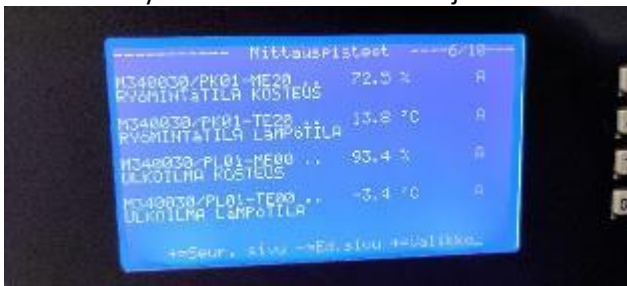 ---------- Mittauspisteet ----6/10---
M340030/PK01-ME20 .. 72.5 % A
RYöMINTäTILA KOSTEUS
M340030/PK01-TE20 .. 13.8 °C A
RYöMINTäTILA LäMPöTILA
M340030/PL01-ME00 .. 93.4 % A
ULKOILMA KOSTEUS
M340030/PL01-TE00 .. -3.4 °C A
ULKOILMA LäMPöTILA
+=Seur. sivu -=Ed.sivu *=Valikko_